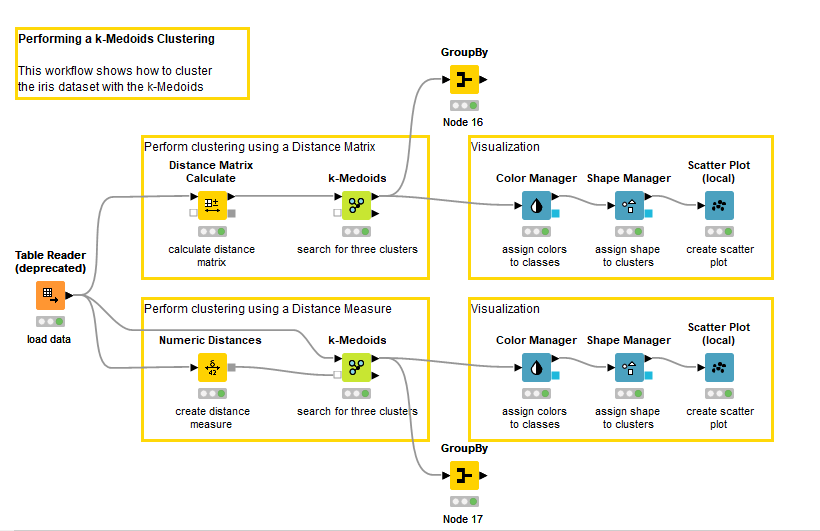 Performing a k-Medoids Clustering
This workflow shows how to cluster
the iris dataset with the k-Medoids
GroupBy
Node 16
Perform clustering using a Distance Matrix
Distance Matrix
Calculate
calculate distance
matrix
k-Medoids
search for three clusters
Visualization
Color Manager
assign colors
to classes
Shape Manager
assign shape
to clusters
Scatter Plot
(local)
create scatter
plot
Table Reader
(deprecated)
load data
Perform clustering using a Distance Measure
Numeric Distances
δ
42
create distance
measure
k-Medoids
search for three clusters
Visualization
Color Manager
assign colors
to classes
Shape Manager
assign shape
to clusters
Scatter Plot
(local)
create scatter
plot
GroupBy
Node 17